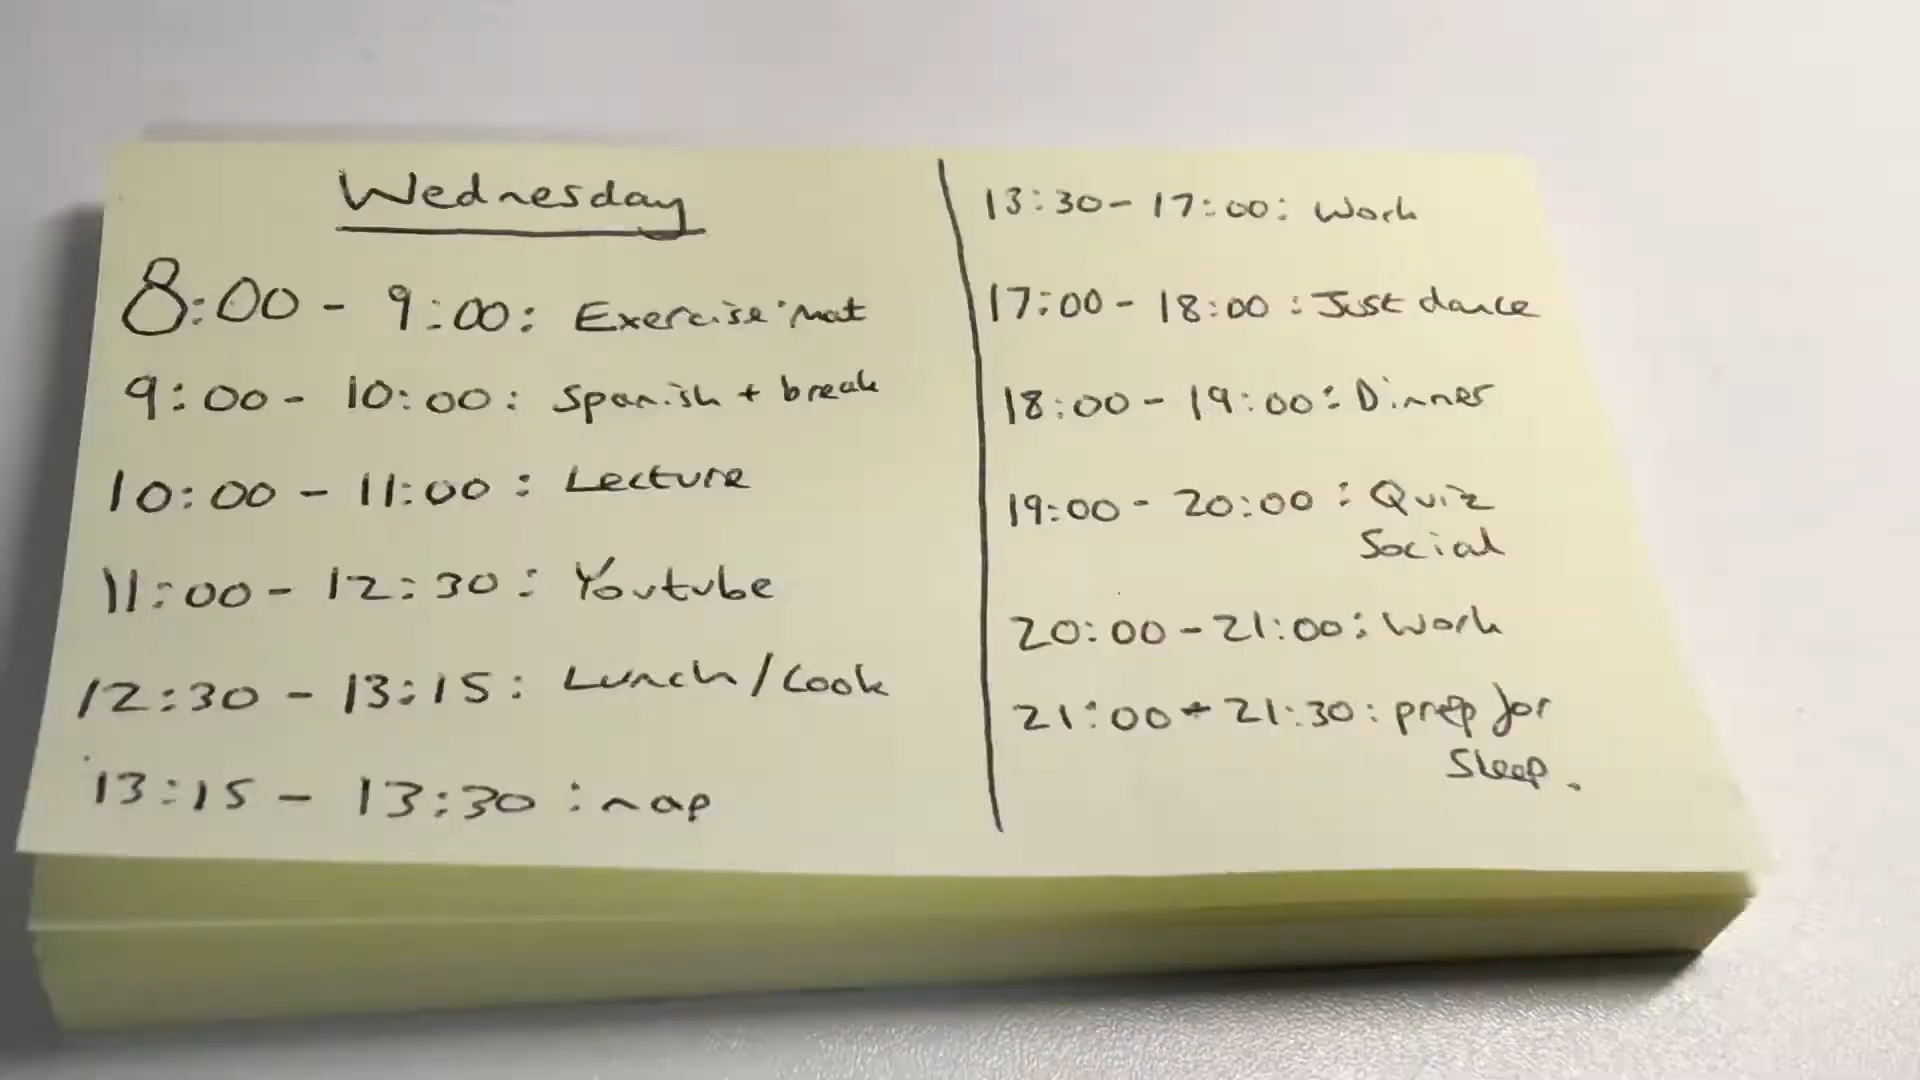 Wednesday
8:00 - 9:00: Exercise mat
9:00 - 10:00: Spanish + break
10:00 - 11:00: Lecture
11:00 - 12:30: Youtube
12:30 - 13:15: Lunch/Cook
13:15 - 13:30: nap
13:30 - 17:00: Work
17:00 - 18:00: Just dance
18:00 - 19:00: Dinner
19:00 - 20:00: Quiz
Social
20:00 - 21:00: Work
21:00 - 21:30: prep for
Sleep.